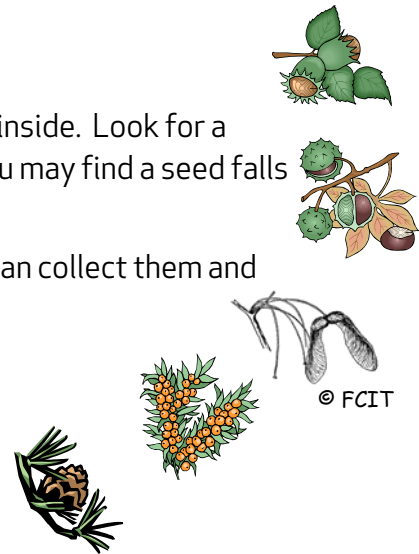 inside. Look for a
u may find a seed falls
an collect them and
© FCIT